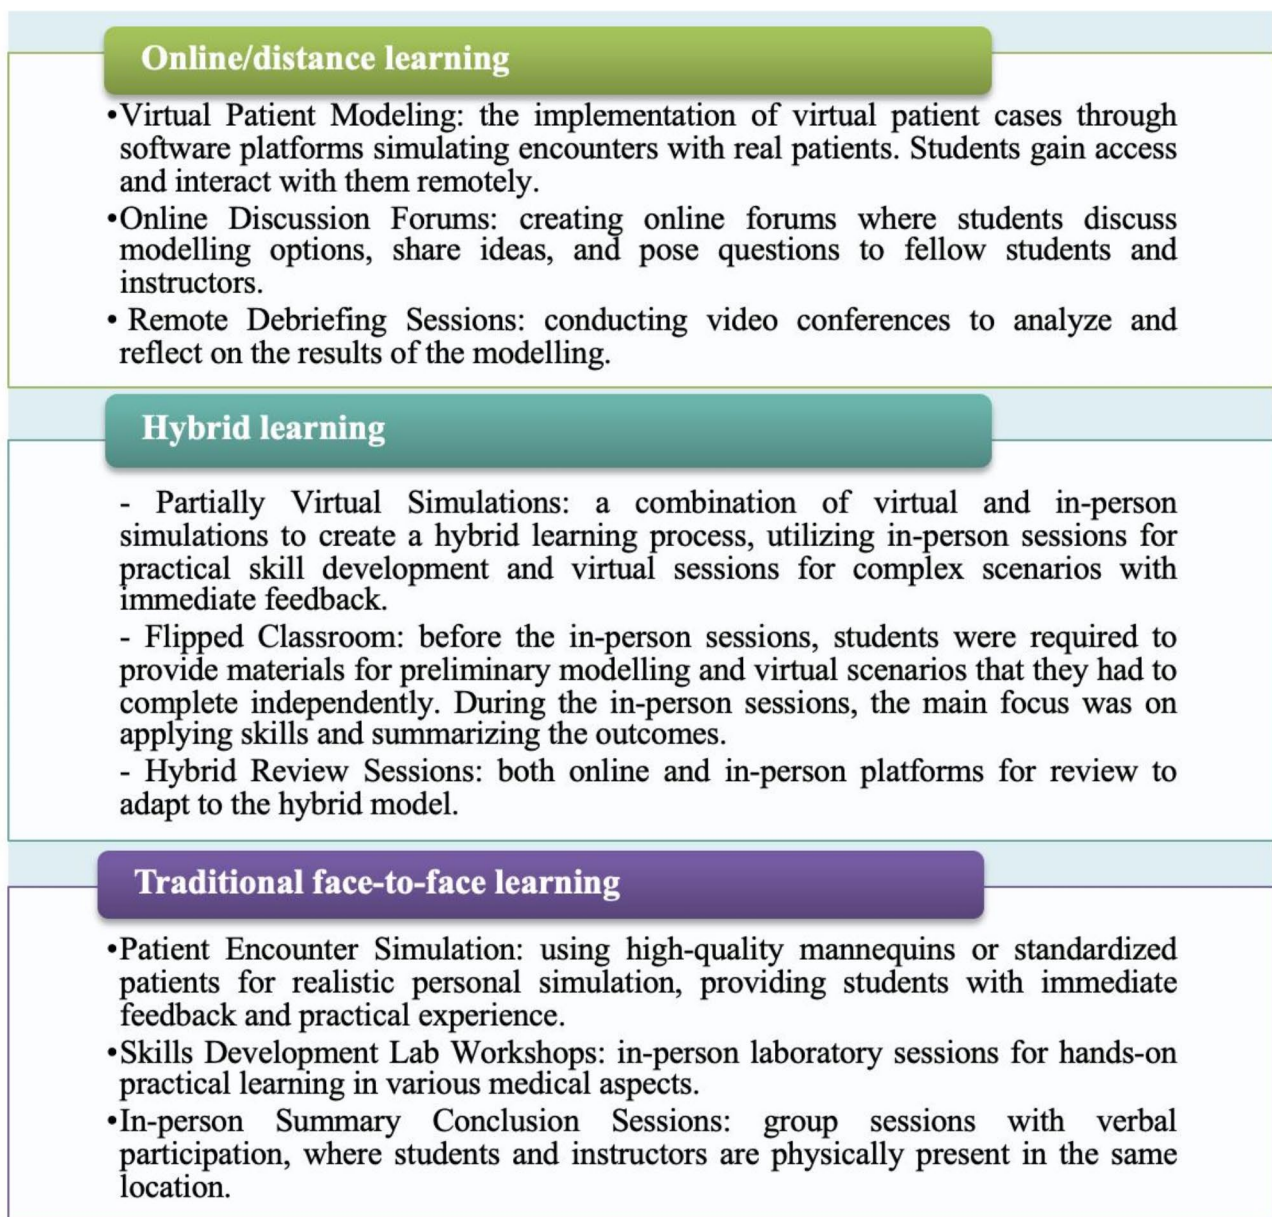 Online/distance learning
•Virtual Patient Modeling: the implementation of virtual patient cases through
software platforms simulating encounters with real patients. Students gain access
and interact with them remotely.
•Online Discussion Forums: creating online forums where students discuss
modelling options, share ideas, and pose questions to fellow students and
instructors.
• Remote Debriefing Sessions: conducting video conferences to analyze and
reflect on the results of the modelling.
Hybrid learning
- Partially Virtual Simulations: a combination of virtual and in-person
simulations to create a hybrid learning process, utilizing in-person sessions for
practical skill development and virtual sessions for complex scenarios with
immediate feedback.
- Flipped Classroom: before the in-person sessions, students were required to
provide materials for preliminary modelling and virtual scenarios that they had to
complete independently. During the in-person sessions, the main focus was on
applying skills and summarizing the outcomes.
- Hybrid Review Sessions: both online and in-person platforms for review to
adapt to the hybrid model.
Traditional face-to-face learning
•Patient Encounter Simulation: using high-quality mannequins or standardized
patients for realistic personal simulation, providing students with immediate
feedback and practical experience.
•Skills Development Lab Workshops: in-person laboratory sessions for hands-on
practical learning in various medical aspects.
•In-person Summary Conclusion Sessions: group sessions with verbal
participation, where students and instructors are physically present in the same
location.